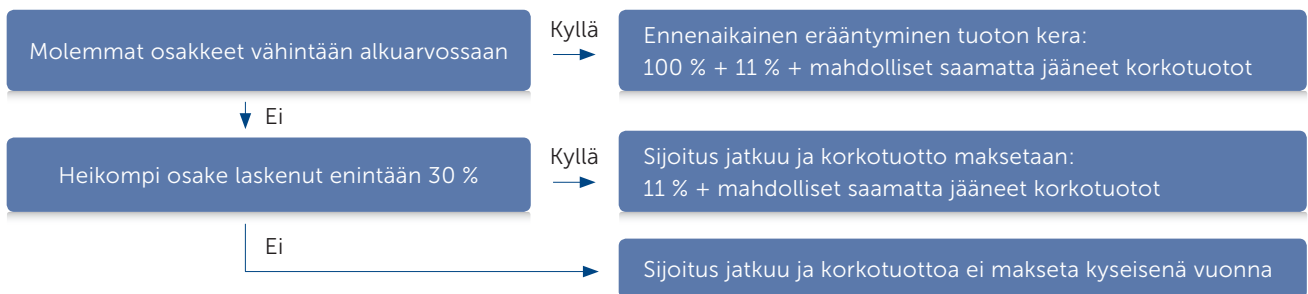 Molemmat osakkeet vähintään alkuarvossaan
Kyllä
Ennenaikainen erääntyminen tuoton kera:
100 % + 11 % + mahdolliset saamatta jääneet korkotuotot
Ei
Heikompi osake laskenut enintään 30 %
Kyllä
Sijoitus jatkuu ja korkotuotto maksetaan:
11 % + mahdolliset saamatta jääneet korkotuotot
Ei
Sijoitus jatkuu ja korkotuottoa ei makseta kyseisenä vuonna